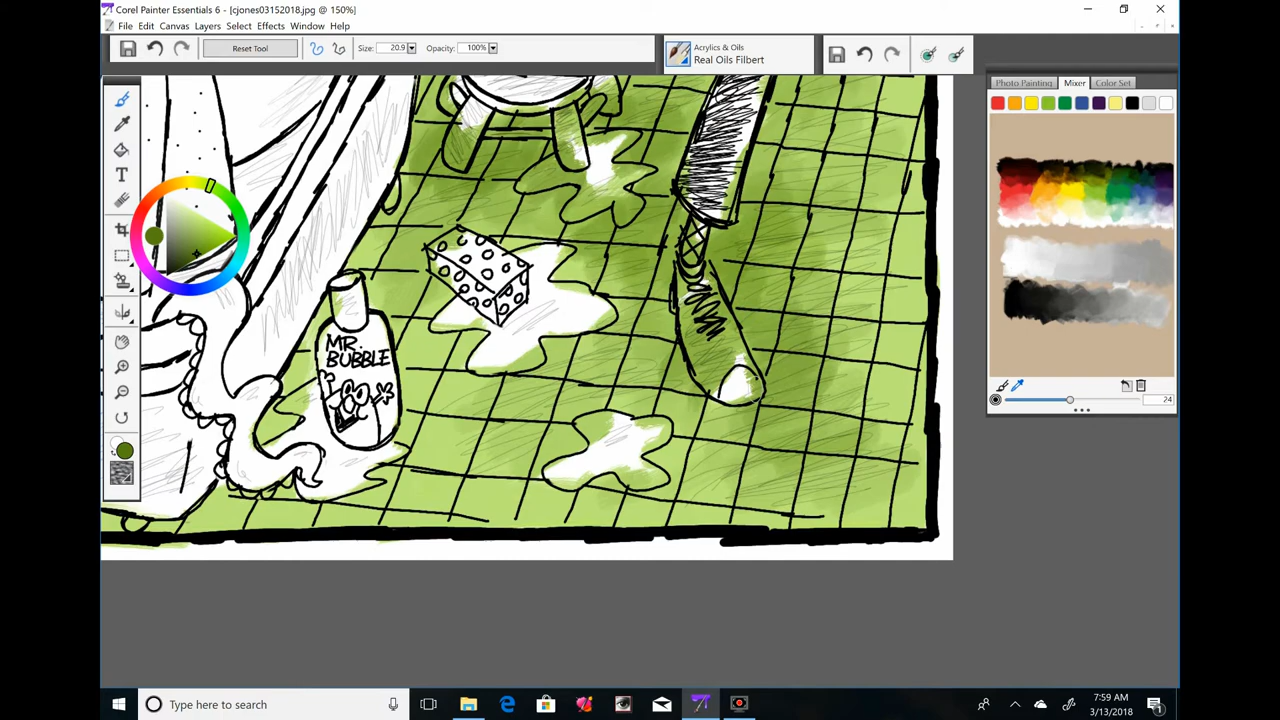 Corel Painter Essentials 6 - [cjones03152018.jpg @ 150%]
File Edit Canvas Layers Select Effects Window Help
Reset Tool Size: 20.9 Opacity: 100%
Acrylics & Oils
Real Oils Filbert
Photo Painting Mixer Color Set
T
MR.
BUBBLE
24
Type here to search
7:59 AM
3/13/2018
1